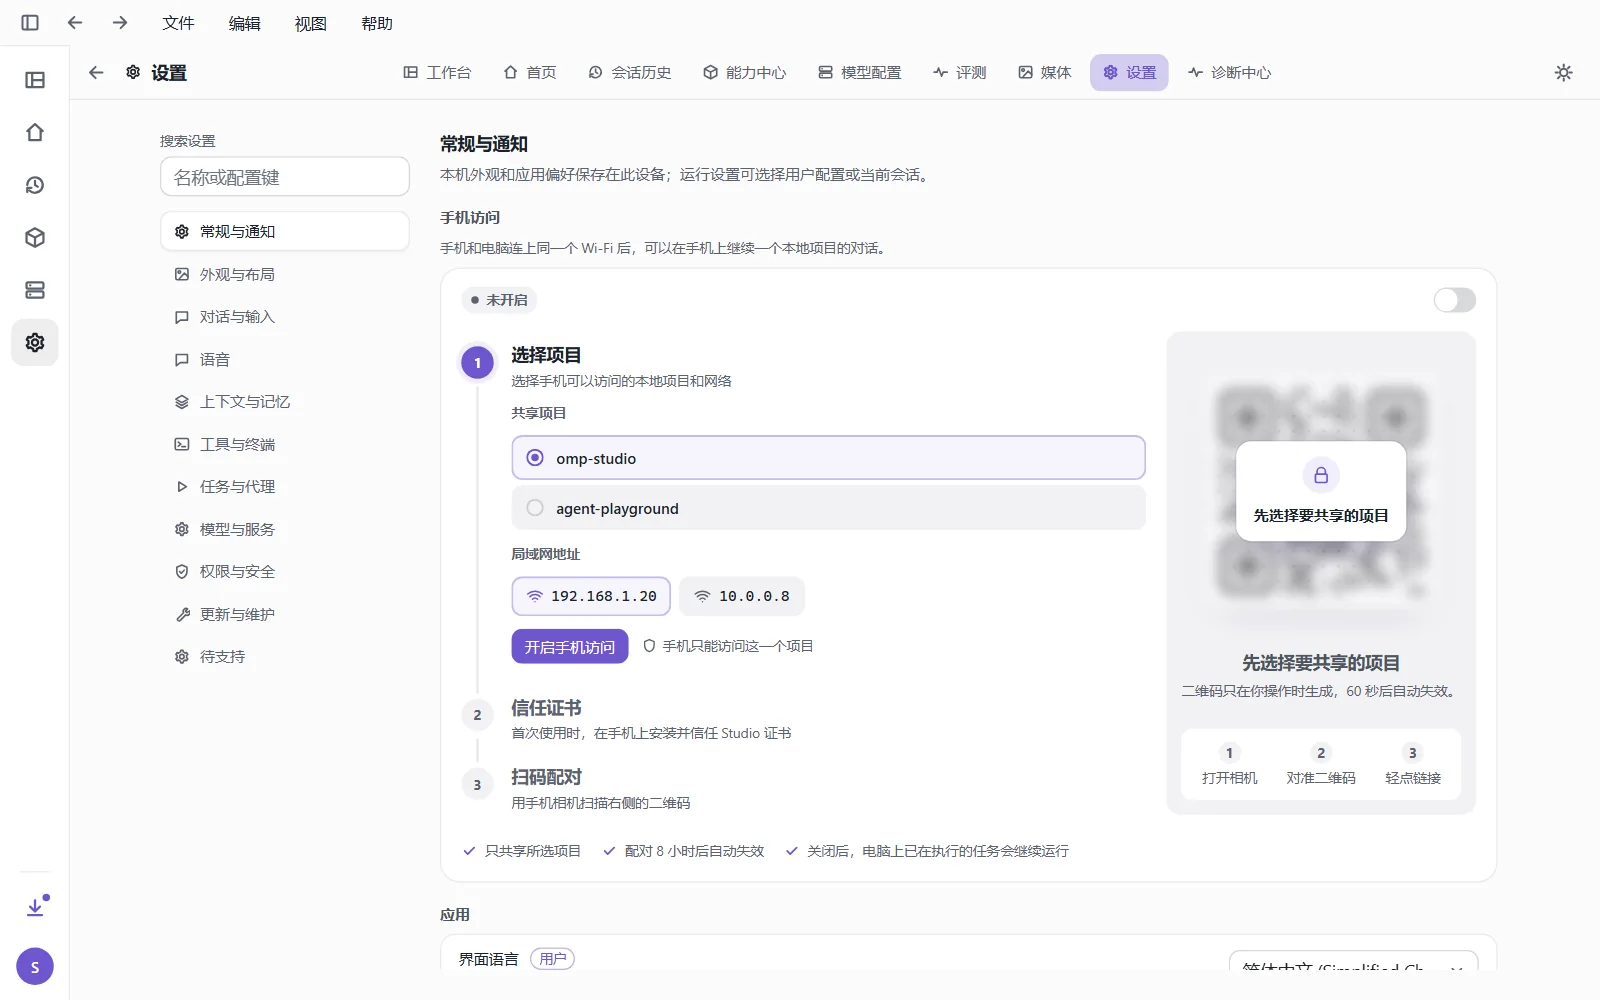 文件 编辑 视图 帮助
设置
工作台 首页 会话历史 能力中心 模型配置 评测 媒体 设置 诊断中心
搜索设置
名称或配置键
常规与通知
外观与布局
对话与输入
语音
上下文与记忆
工具与终端
任务与代理
模型与服务
权限与安全
更新与维护
待支持
S
常规与通知
本机外观和应用偏好保存在此设备；运行设置可选择用户配置或当前会话。
手机访问
手机和电脑连上同一个 Wi-Fi 后，可以在手机上继续一个本地项目的对话。
未开启
1
选择项目
选择手机可以访问的本地项目和网络
共享项目
omp-studio
agent-playground
局域网地址
192.168.1.20 10.0.0.8
开启手机访问 手机只能访问这一个项目
2
信任证书
首次使用时，在手机上安装并信任 Studio 证书
3
扫码配对
用手机相机扫描右侧的二维码
先选择要共享的项目
先选择要共享的项目
二维码只在你操作时生成，60 秒后自动失效。
1 2 3
打开相机 对准二维码 轻点链接
只共享所选项目 配对 8 小时后自动失效 关闭后，电脑上已在执行的任务会继续运行
应用
界面语言 用户
简体中文 (Simplified Ch